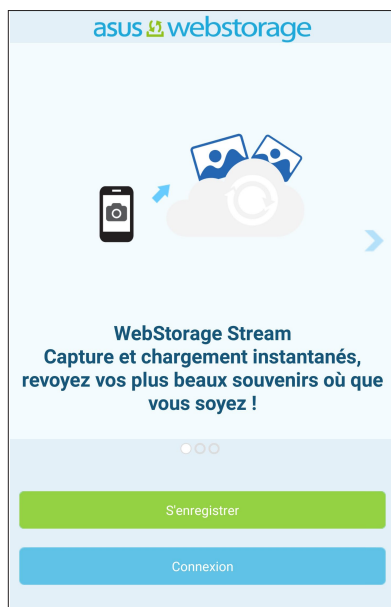 asus webstorage
WebStorage Stream
Capture et chargement instantanés,
revoyez vos plus beaux souvenirs où que
vous soyez !
S'enregistrer
Connexion